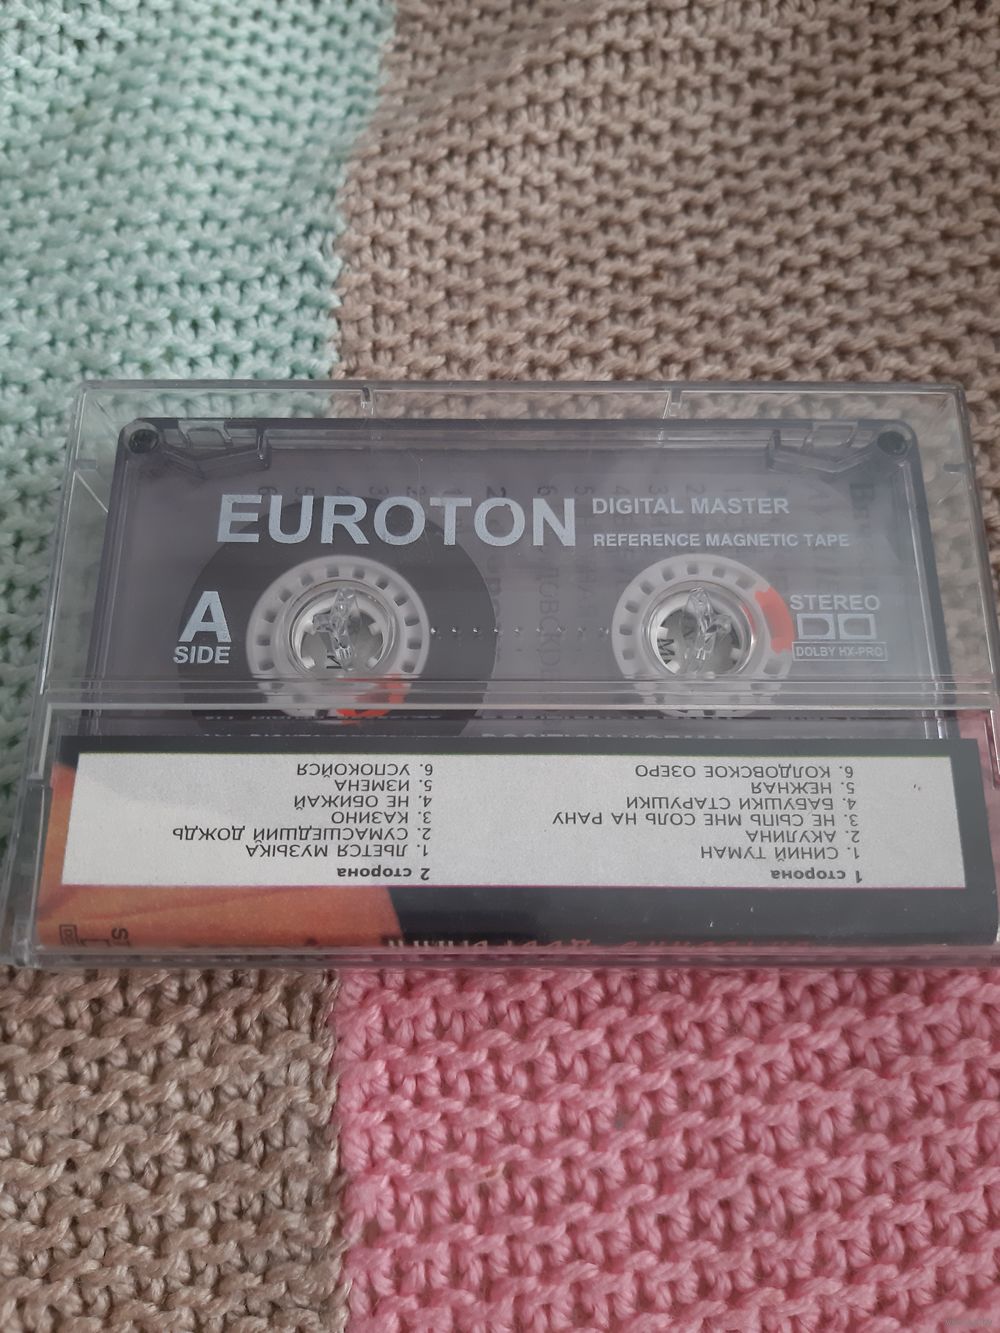 EUROTON
DIGITAL MASTER
REFERENCE MAGNETIC TAPE
A
SIDE
STEREO
DOLBY HX-PRO
1 сторона
1. СИНИЙ ТУМАН
2. АКУЛИНА
3. НЕ СЫПЬ МНЕ СОЛЬ НА РАНУ
4. БАБУШКИ СТАРУШКИ
5. НЕЖНАЯ
6. КОЛДОВСКОЕ ОЗЕРО
2 сторона
1. ЛЬЕТСЯ МУЗЫКА
2. СУМАСШЕДШИЙ ДОЖДЬ
3. КАЗИНО
4. НЕ ОБИЖАЙ
5. ИЗМЕНА
6. УСПОКОЙСЯ